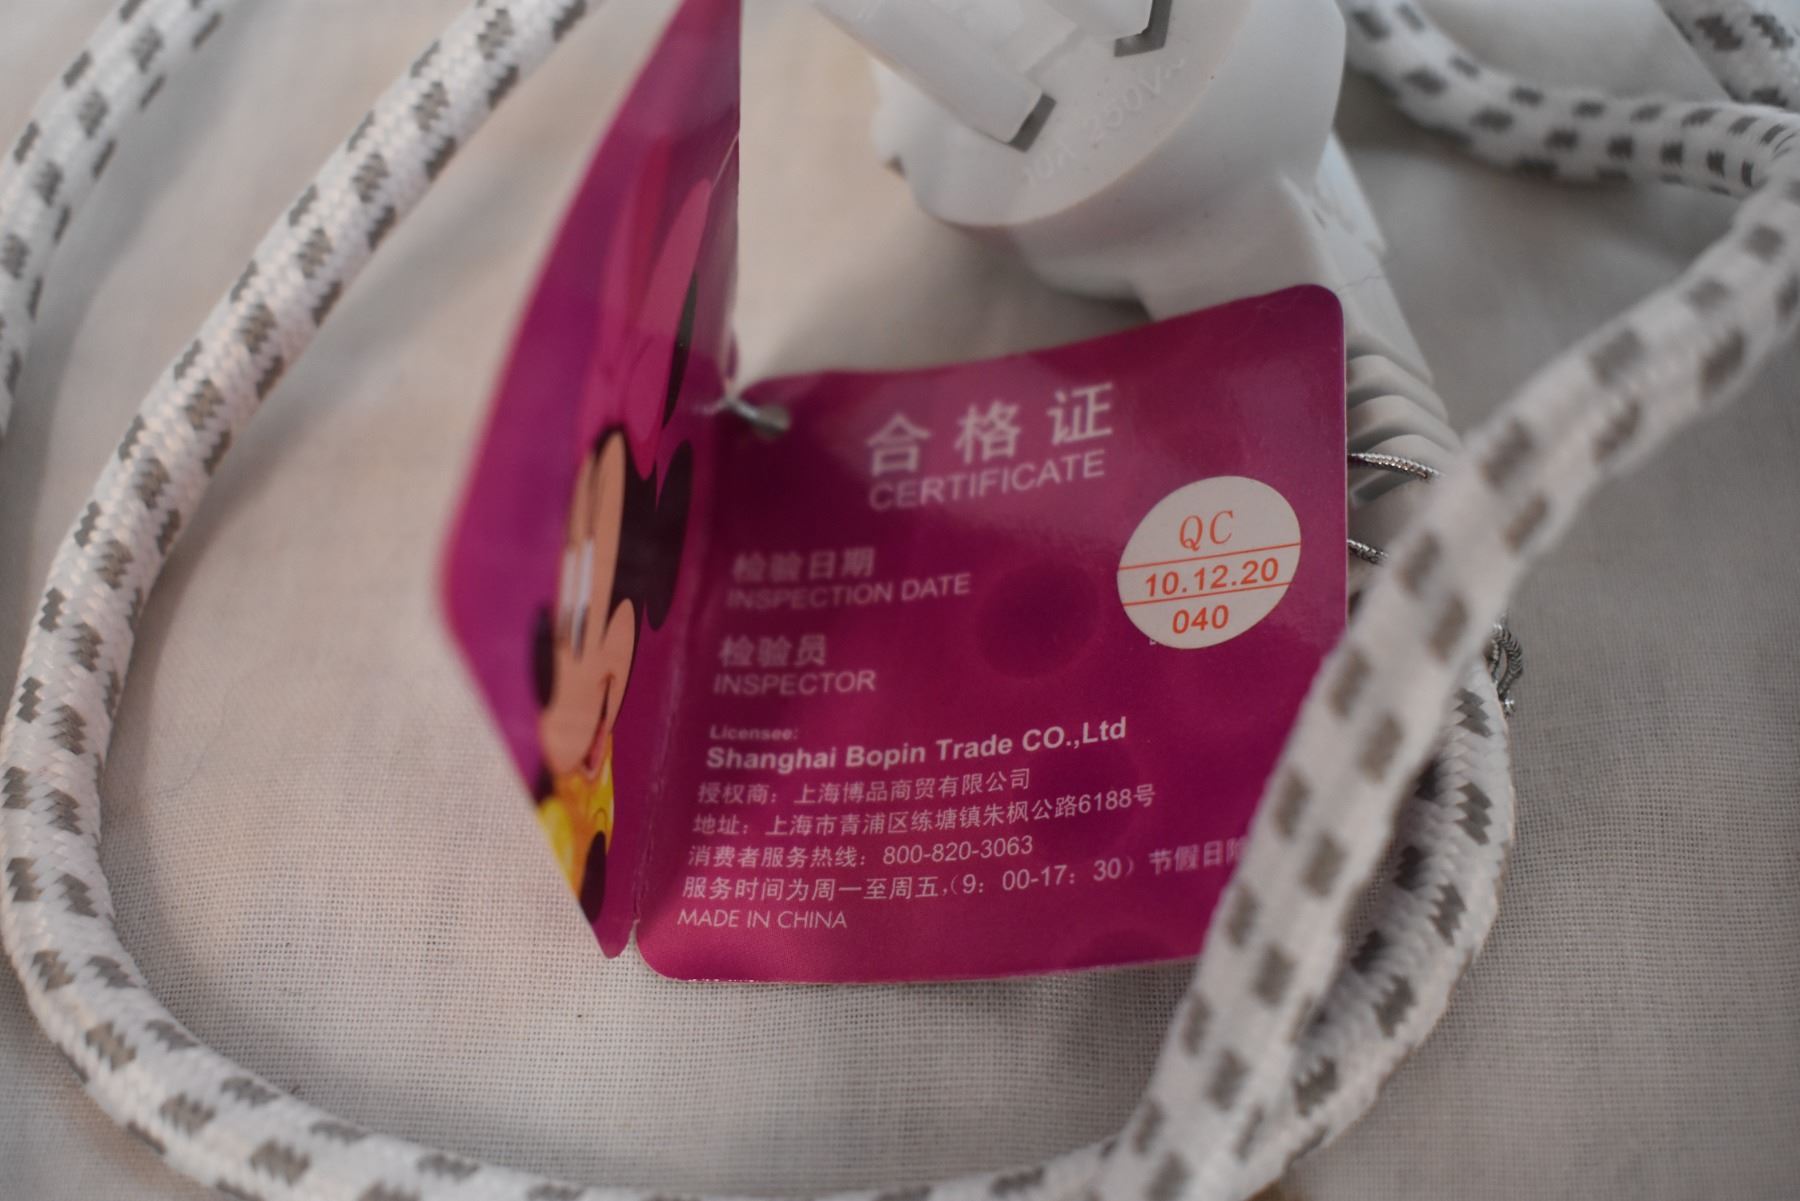 10A 250V~
合格证
CERTIFICATE
QC
10.12.20
040
检验日期
INSPECTION DATE
检验员
INSPECTOR
Licensee:
Shanghai Bopin Trade CO.,Ltd
授权商：上海博品商贸有限公司
地址：上海市青浦区练塘镇朱枫公路6188号
消费者服务热线：800-820-3063
服务时间为周一至周五，（9：00-17：30）节假日除
MADE IN CHINA